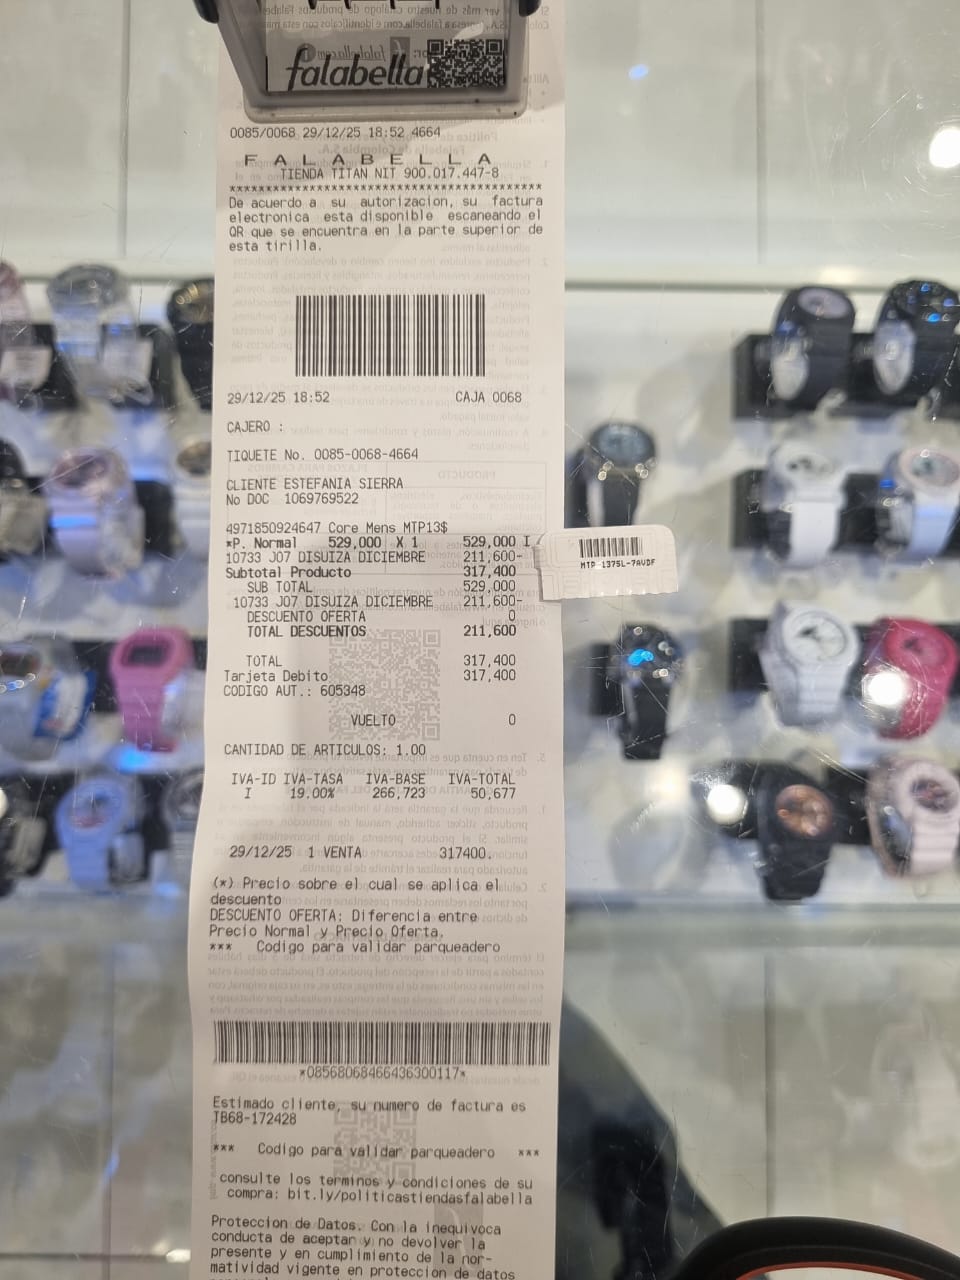 falabella
0085/0068 29/12/25 18:52 4664
F A L A B E L L A
TIENDA TITAN NIT 900.017.447-8
******************************************
De acuerdo a su autorizacion, su factura
electronica esta disponible escaneando el
QR que se encuentra en la parte superior de
esta tirilla.
29/12/25 18:52 CAJA 0068
CAJERO :
TIQUETE No. 0085-0068-4664
CLIENTE ESTEFANIA SIERRA
No DOC 1069769522
4971850924647 Core Mens MTP13$
*P. Normal 529,000 X 1 529,000 I
10733 J07 DISUIZA DICIEMBRE 211,600-
Subtotal Producto 317,400
SUB TOTAL 529,000
10733 J07 DISUIZA DICIEMBRE 211,600-
DESCUENTO OFERTA 0
TOTAL DESCUENTOS 211,600
TOTAL 317,400
Tarjeta Debito 317,400
CODIGO AUT.: 605348
VUELTO 0
CANTIDAD DE ARTICULOS: 1.00
IVA-ID IVA-TASA IVA-BASE IVA-TOTAL
I 19.00% 266,723 50,677
29/12/25 1 VENTA 317400.
(*) Precio sobre el cual se aplica el
descuento
DESCUENTO OFERTA: Diferencia entre
Precio Normal y Precio Oferta.
*** Codigo para validar parqueadero
*08568068466436300117*
Estimado cliente, su numero de factura es
TB68-172428
*** Codigo para validar parqueadero ***
consulte los terminos y condiciones de su
compra: bit.ly/politicastiendasfalabella
Proteccion de Datos. Con la inequivoca
conducta de aceptar y no devolver la
presente y en cumplimiento de la nor-
matividad vigente en proteccion de datos
MTP-1375L-7AVDF